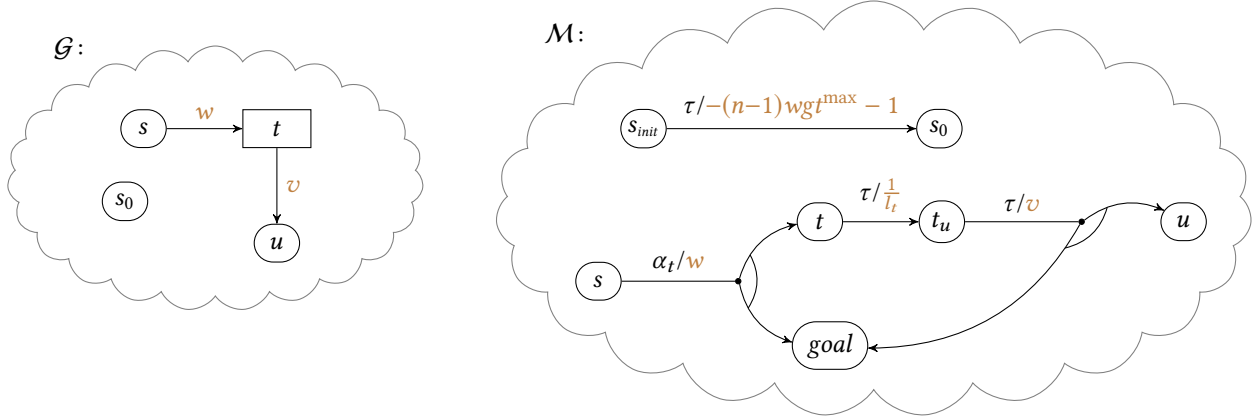 𝒢:
s
w
t
v
s₀
u
ℳ:
s_init
τ/−(n−1)wgt^max − 1
s₀
s
α_t/w
t
τ/1/l_t
t_u
τ/v
u
goal